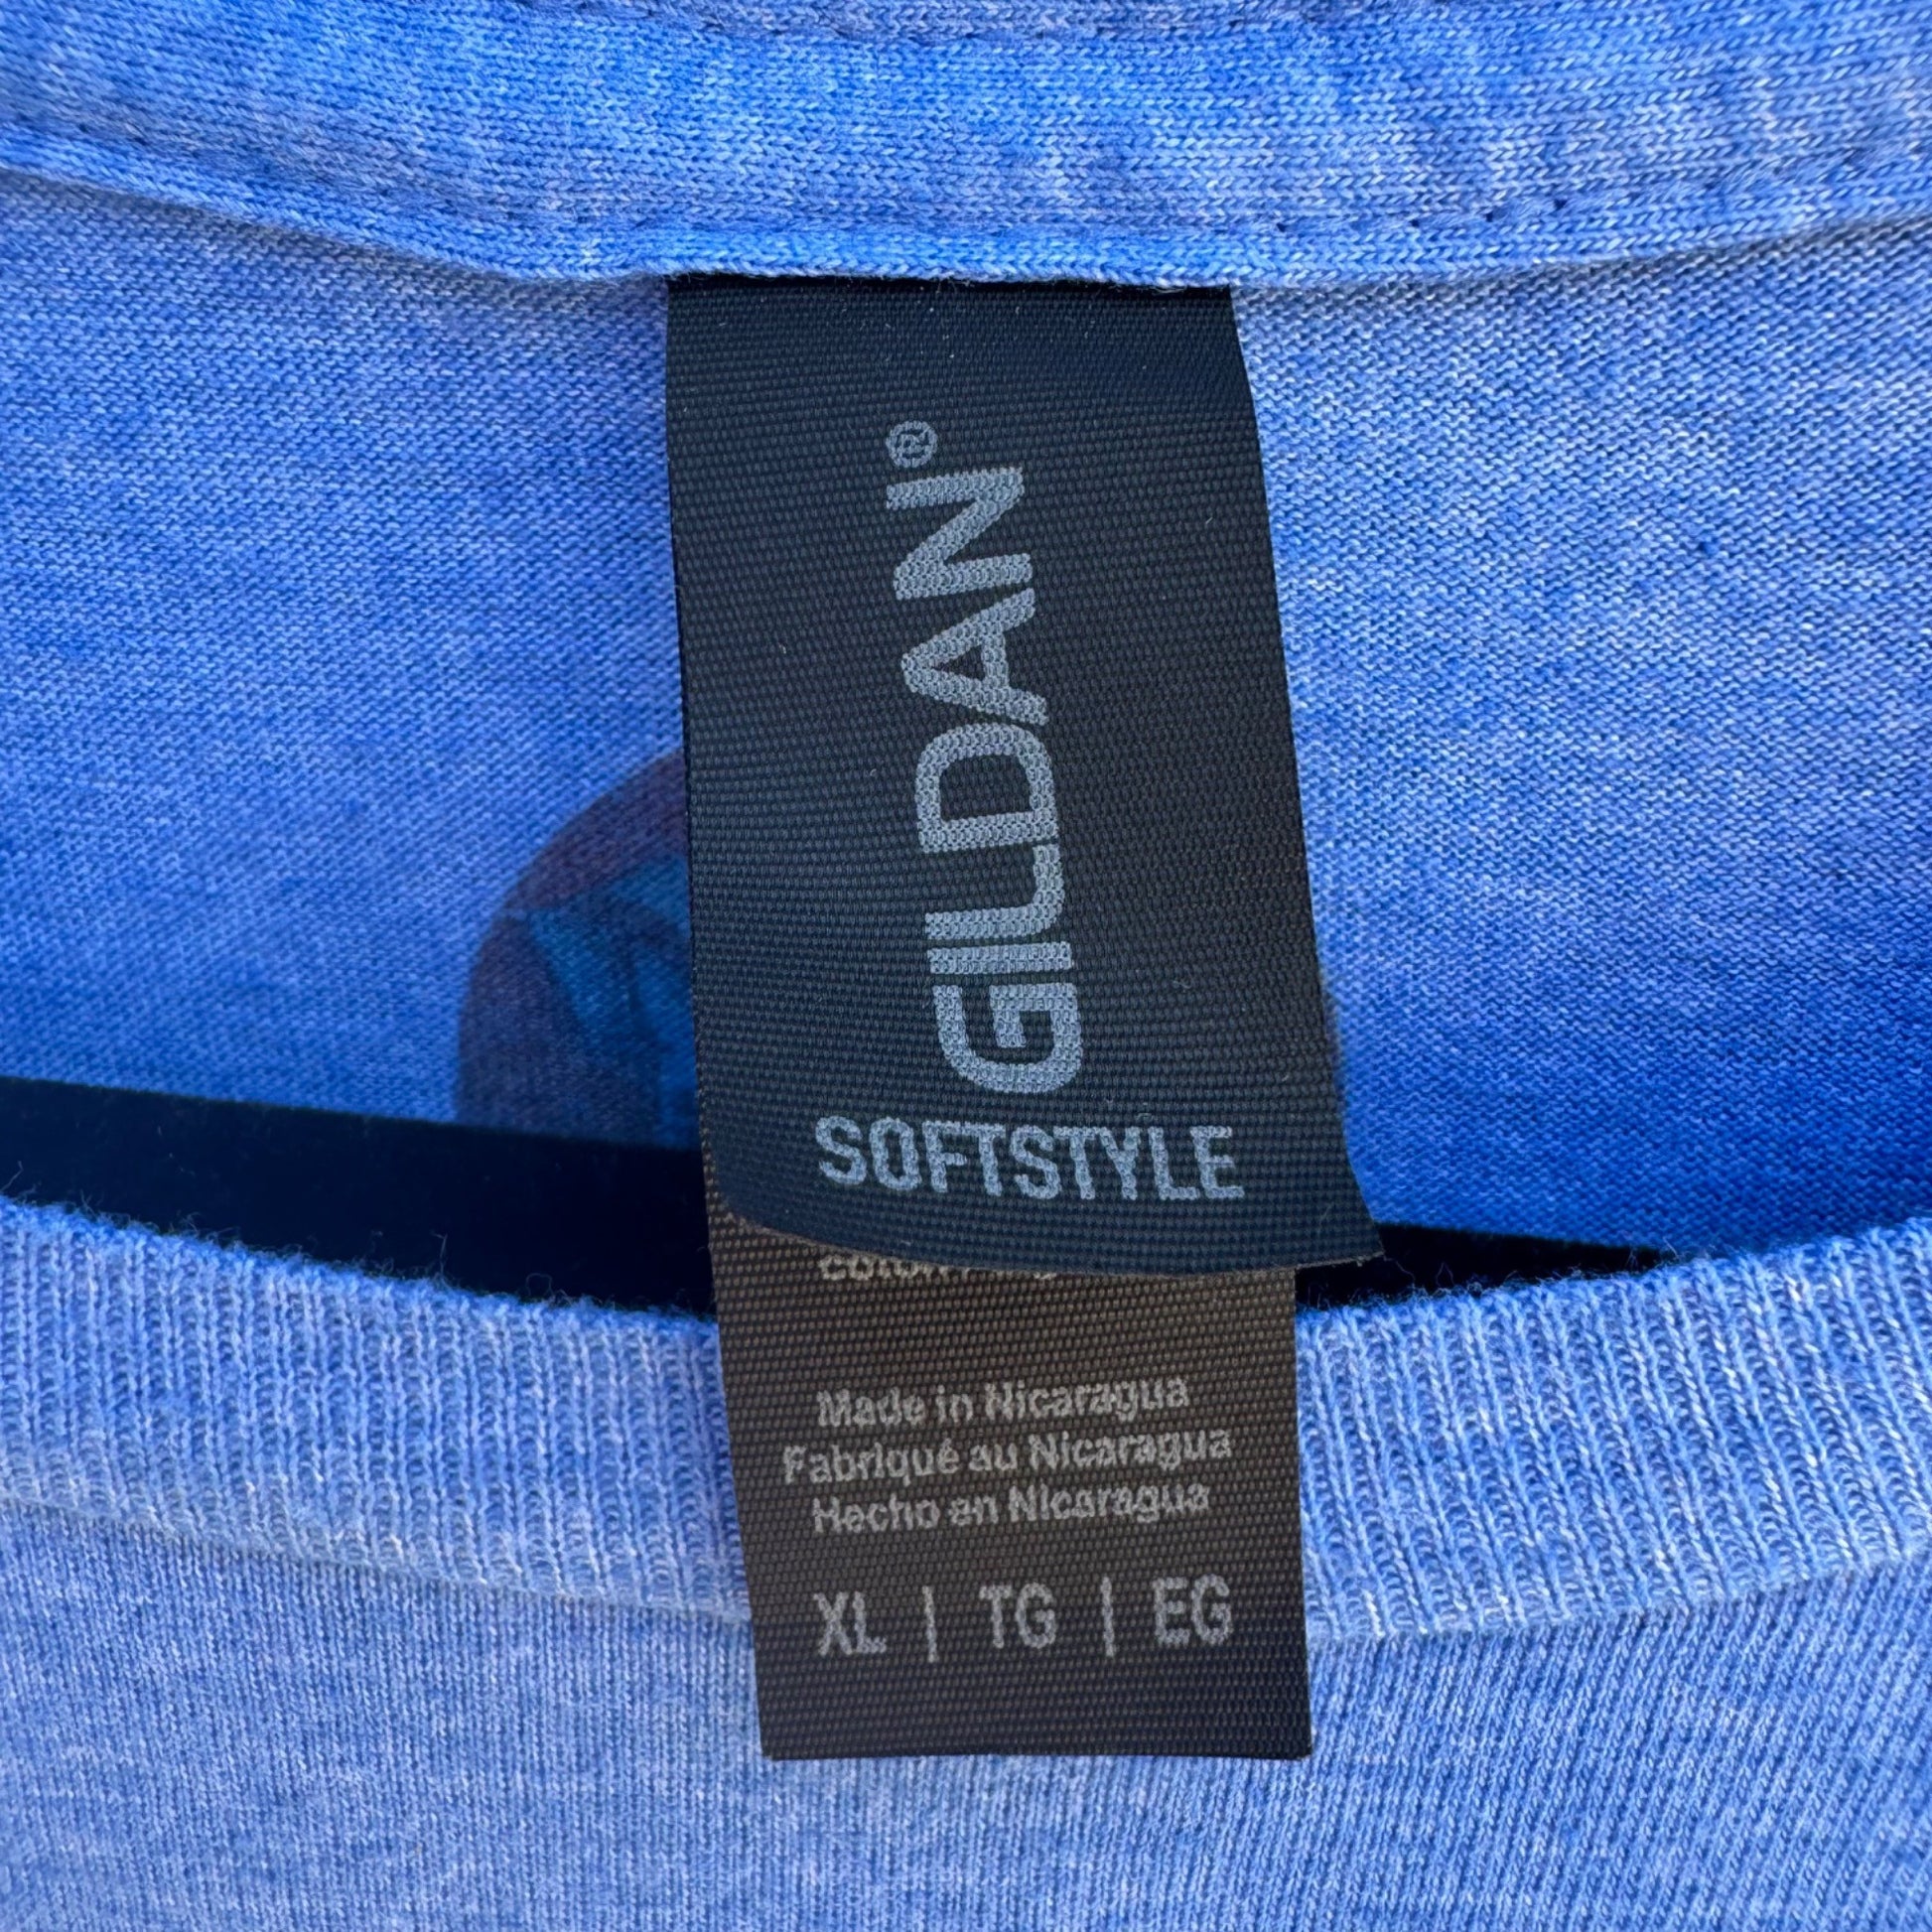 GILDAN®
SOFTSTYLE
Made in Nicaragua
Fabriqué au Nicaragua
Hecho en Nicaragua
XL | TG | EG